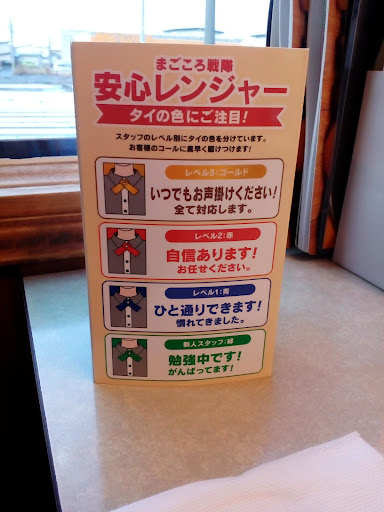 まごころ戦隊
安心レンジャー
タイの色にご注目!
スタッフのレベル別にタイの色を分けています。
お客様のコールに素早く駆けつけます!
レベル3:ゴールド
いつでもお声掛けください!
全て対応します。
レベル2:赤
自信あります!
お任せください。
レベル1:青
ひと通りできます!
慣れてきました。
新人スタッフ:緑
勉強中です!
がんばってます!